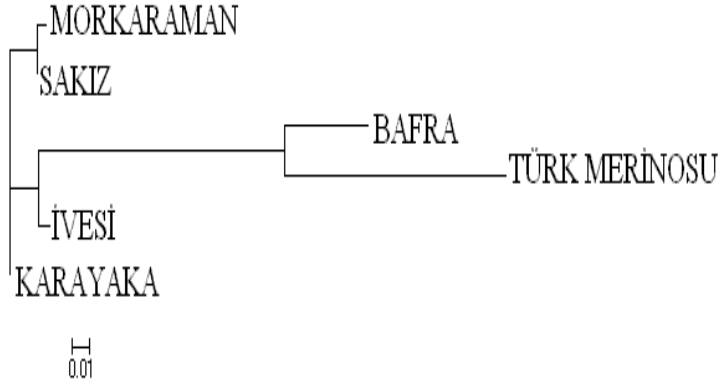 MORKARAMAN
SAKIZ
BAFRA
TÜRK MERİNOSU
İVESİ
KARAYAKA
0.01